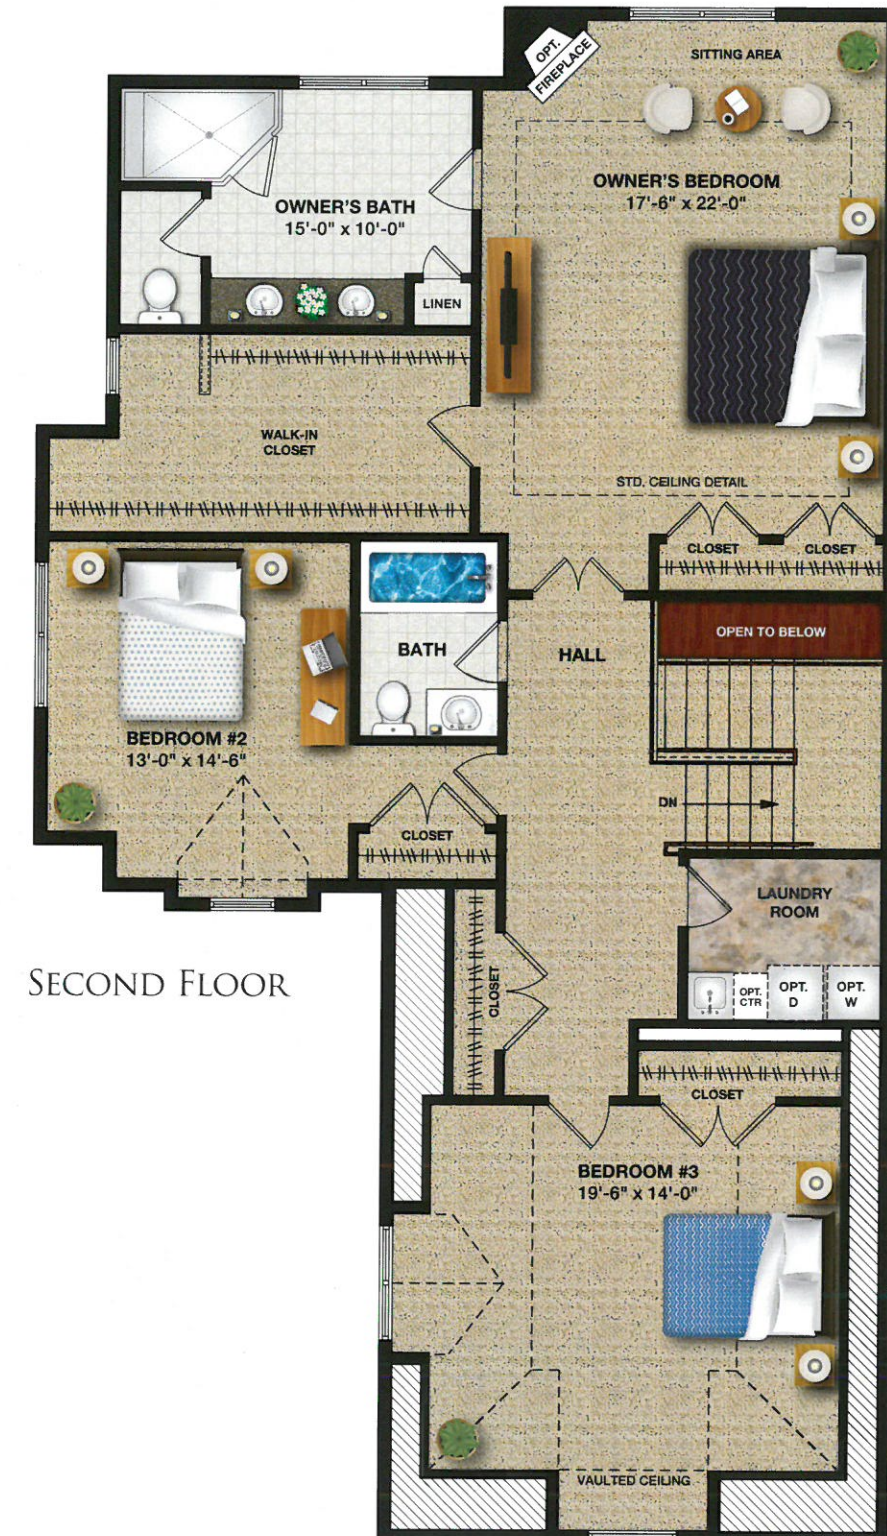 OPT.
FIREPLACE
SITTING AREA
OWNER'S BEDROOM
17'-6" x 22'-0"
OWNER'S BATH
15'-0" x 10'-0"
LINEN
WALK-IN
CLOSET
STD. CEILING DETAIL
CLOSET
CLOSET
OPEN TO BELOW
BATH
HALL
BEDROOM #2
13'-0" x 14'-6"
DN
CLOSET
LAUNDRY
ROOM
OPT.
CTR
OPT.
D
OPT.
W
CLOSET
SECOND FLOOR
CLOSET
BEDROOM #3
19'-6" x 14'-0"
VAULTED CEILING